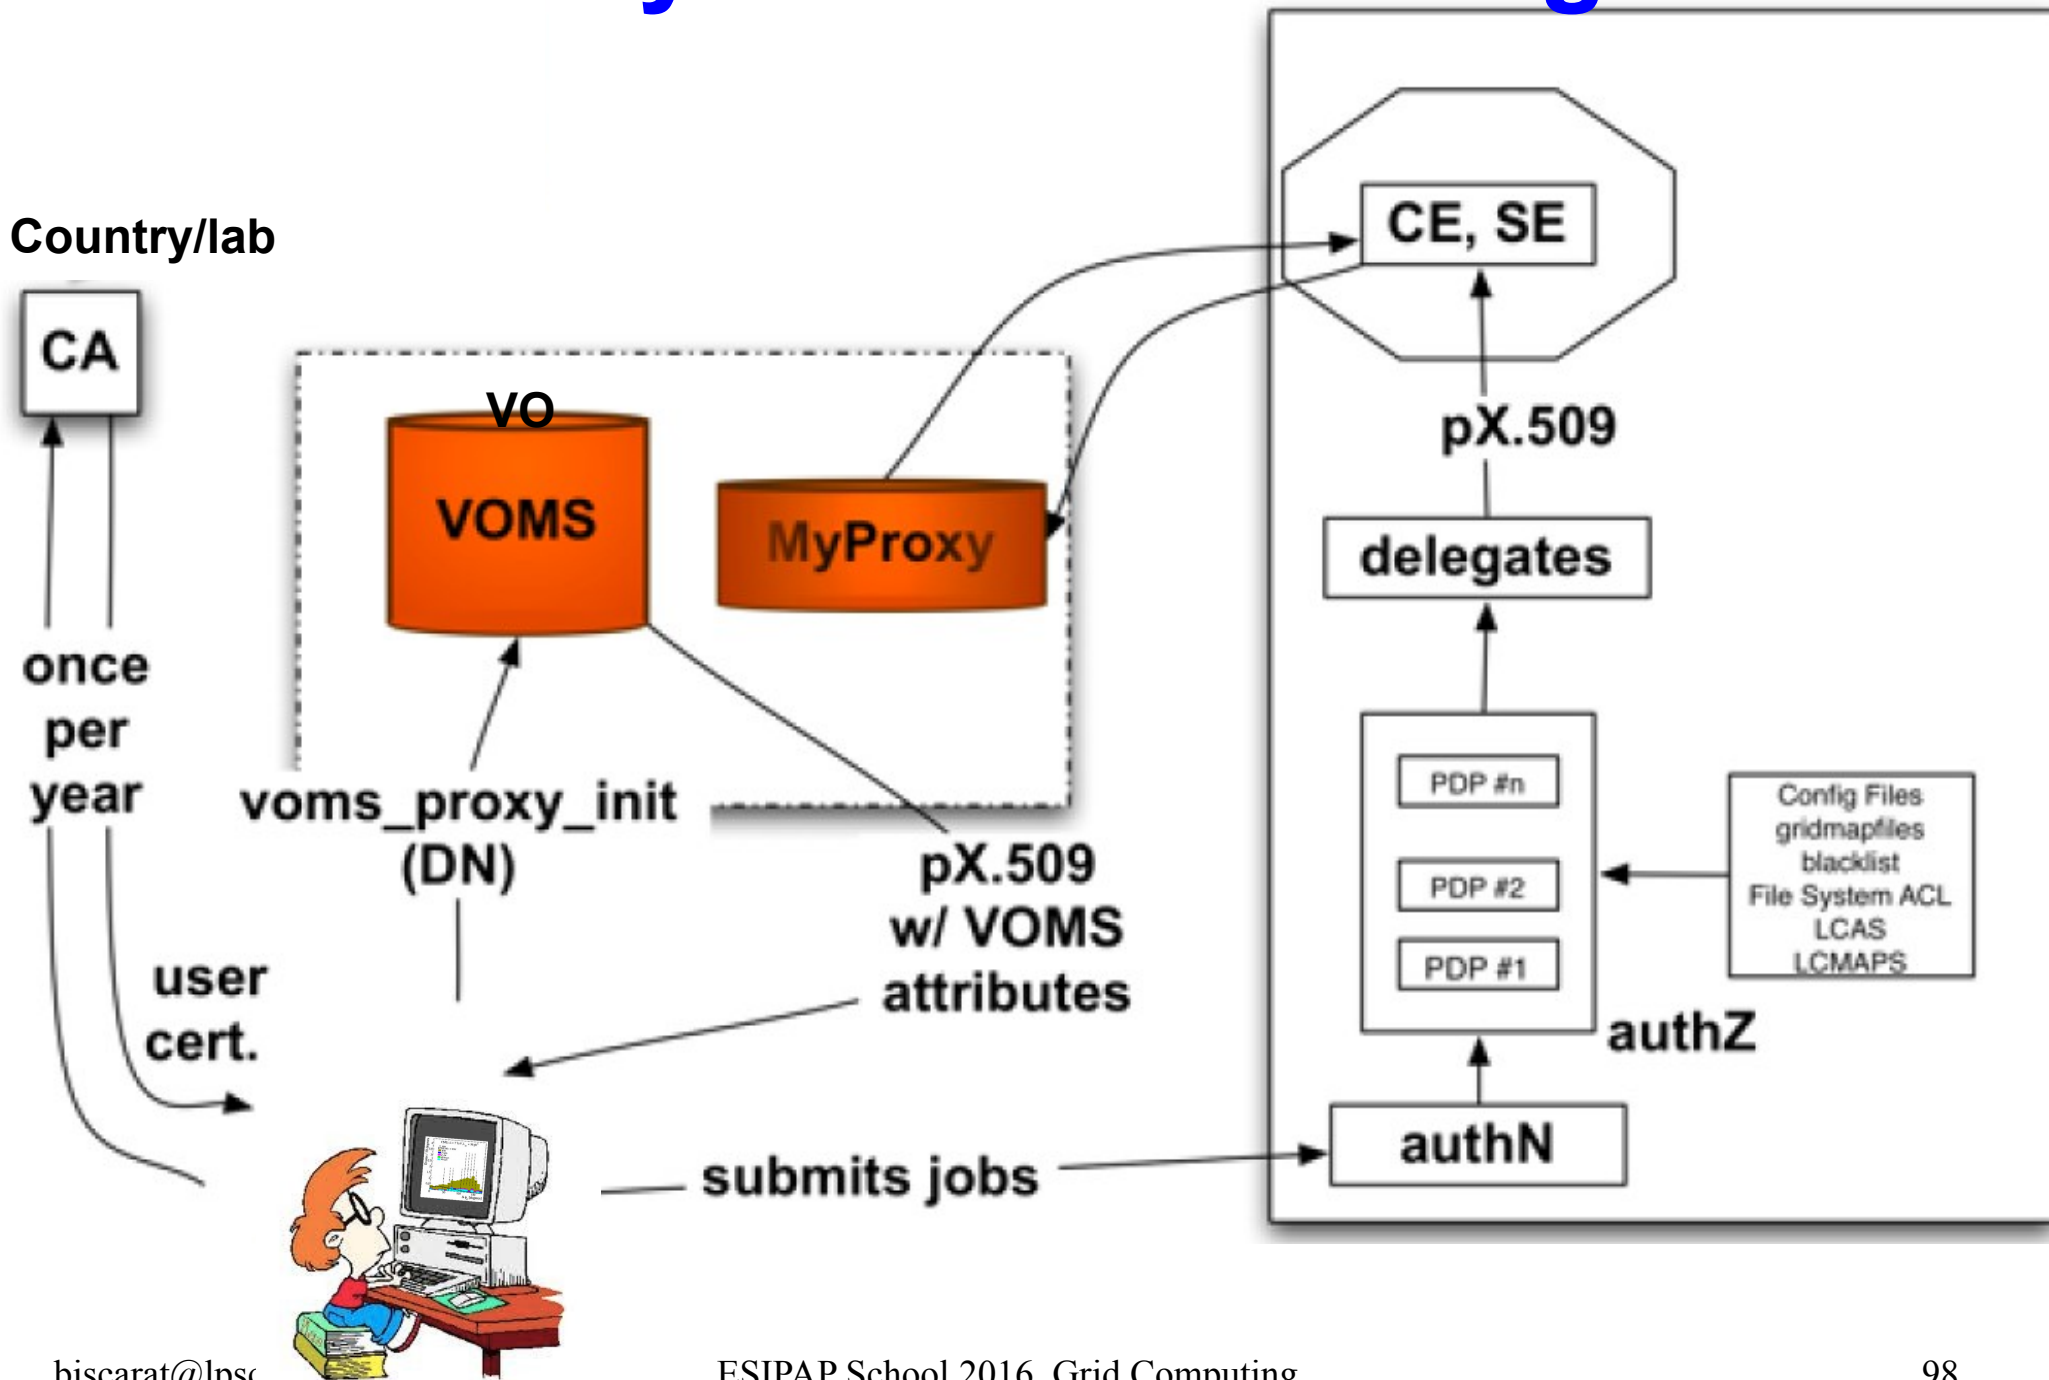 Country/lab
CA
once
per
year
user
cert.
VO
VOMS
MyProxy
voms_proxy_init
(DN)
pX.509
w/ VOMS
attributes
submits jobs
CE, SE
pX.509
delegates
PDP #n
PDP #2
PDP #1
Config Files
gridmapfiles
blacklist
File System ACL
LCAS
LCMAPS
authZ
authN
ESIPAP School 2016, Grid Computing
98